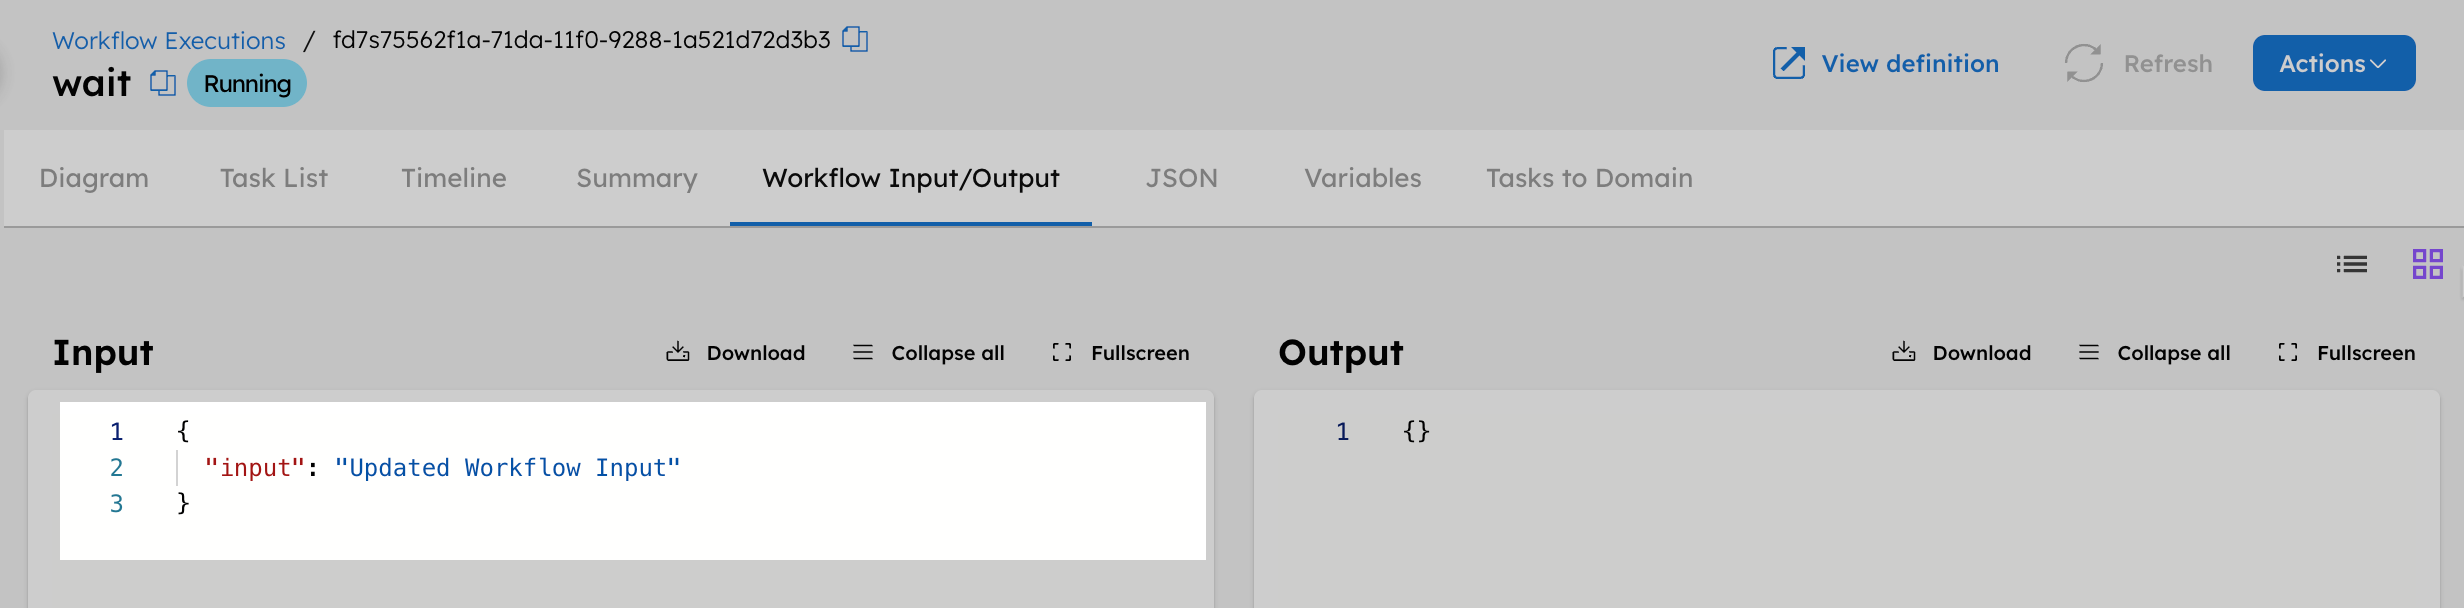 Workflow Executions / fd7s75562f1a-71da-11f0-9288-1a521d72d3b3
wait Running
View definition Refresh Actions
Diagram Task List Timeline Summary Workflow Input/Output JSON Variables Tasks to Domain
Input Download Collapse all Fullscreen
1 {
2 "input": "Updated Workflow Input"
3 }
Output Download Collapse all Fullscreen
1 {}